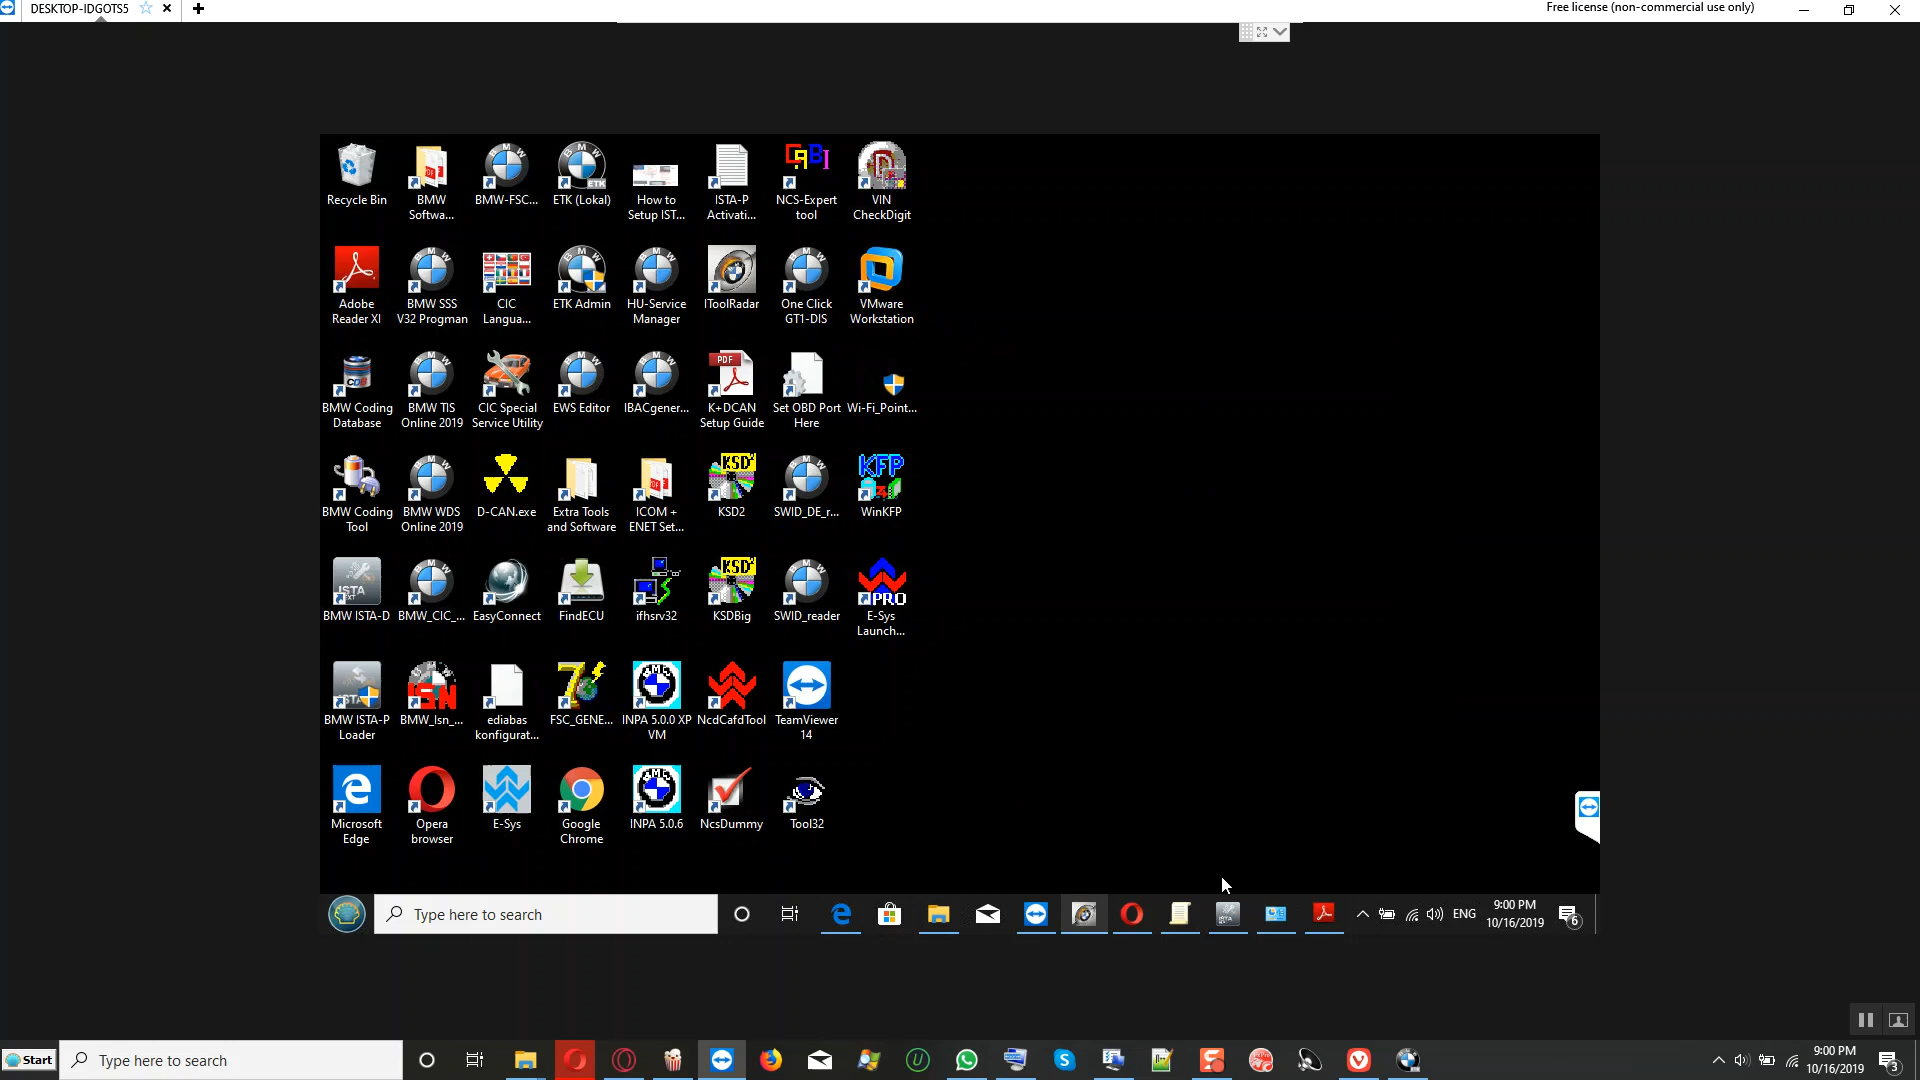 DESKTOP-IDGOTS5
Free license (non-commercial use only)
Recycle Bin
BMW
Softwa...
BMW-FSC...
ETK (Lokal)
How to
Setup IST...
ISTA-P
Activati...
NCS-Expert
tool
VIN
CheckDigit
Adobe
Reader XI
BMW SSS
V32 Progman
CIC
Langua...
ETK Admin
HU-Service
Manager
IToolRadar
One Click
GT1-DIS
VMware
Workstation
BMW Coding
Database
BMW TIS
Online 2019
CIC Special
Service Utility
EWS Editor
IBACgener...
K+DCAN
Setup Guide
Set OBD Port
Here
Wi-Fi_Point...
BMW Coding
Tool
BMW WDS
Online 2019
D-CAN.exe
Extra Tools
and Software
ICOM +
ENET Set...
KSD2
SWID_DE_r...
WinKFP
BMW ISTA-D
BMW_CIC_...
EasyConnect
FindECU
ifhsrv32
KSDBig
SWID_reader
E-Sys
Launch...
BMW ISTA-P
Loader
BMW_Isn_...
ediabas
konfigurat...
FSC_GENE...
INPA 5.0.0 XP
VM
NcdCafdTool
TeamViewer
14
Microsoft
Edge
Opera
browser
E-Sys
Google
Chrome
INPA 5.0.6
NcsDummy
Tool32
Type here to search
ENG
9:00 PM
10/16/2019
6
Start
Type here to search
9:00 PM
10/16/2019
3